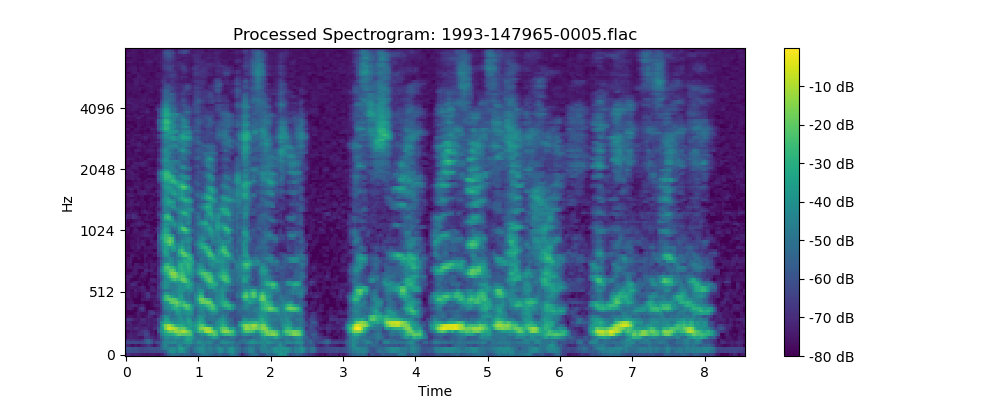 Processed Spectrogram: 1993-147965-0005.flac
Hz
4096
2048
1024
512
0
0 1 2 3 4 5 6 7 8
Time
-10 dB
-20 dB
-30 dB
-40 dB
-50 dB
-60 dB
-70 dB
-80 dB